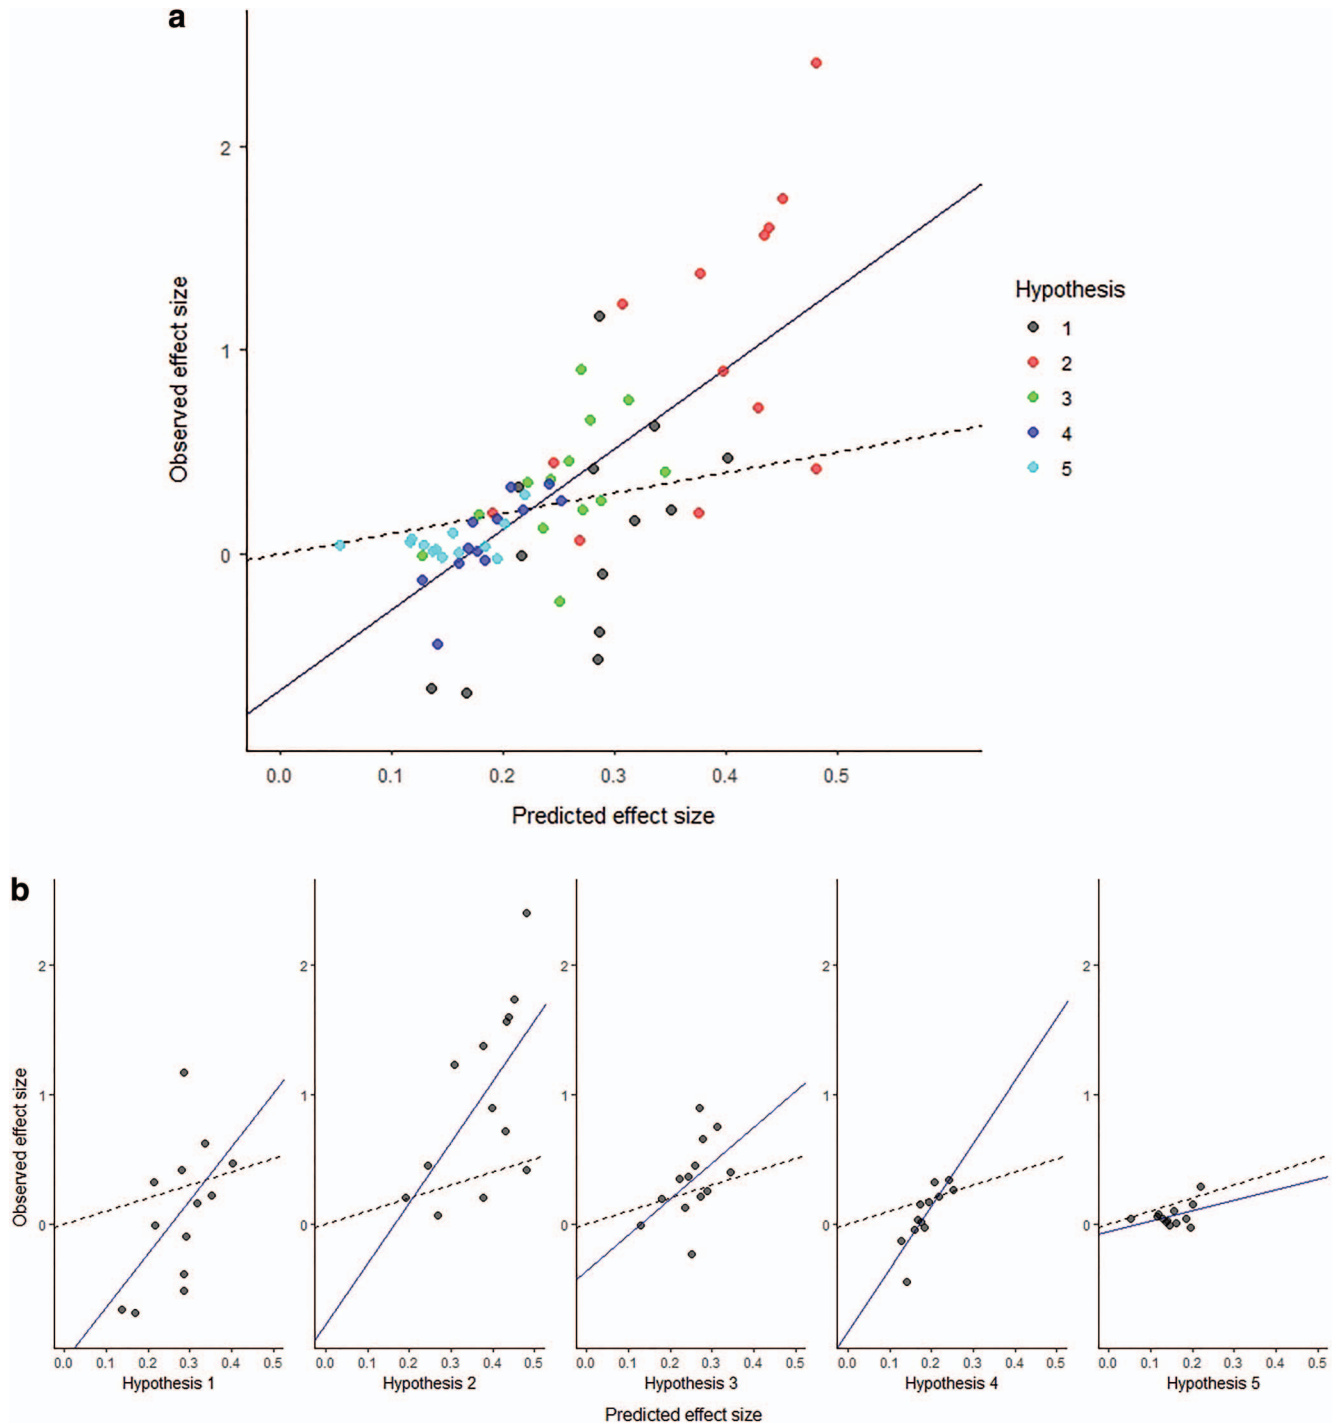 a
2
1
0
Observed effect size
0.0 0.1 0.2 0.3 0.4 0.5
Predicted effect size
Hypothesis
1
2
3
4
5
b
Observed effect size
2 2 2 2 2
1 1 1 1 1
0 0 0 0 0
0.0 0.1 0.2 0.3 0.4 0.5 0.0 0.1 0.2 0.3 0.4 0.5 0.0 0.1 0.2 0.3 0.4 0.5 0.0 0.1 0.2 0.3 0.4 0.5 0.0 0.1 0.2 0.3 0.4 0.5
Hypothesis 1 Hypothesis 2 Hypothesis 3 Hypothesis 4 Hypothesis 5
Predicted effect size